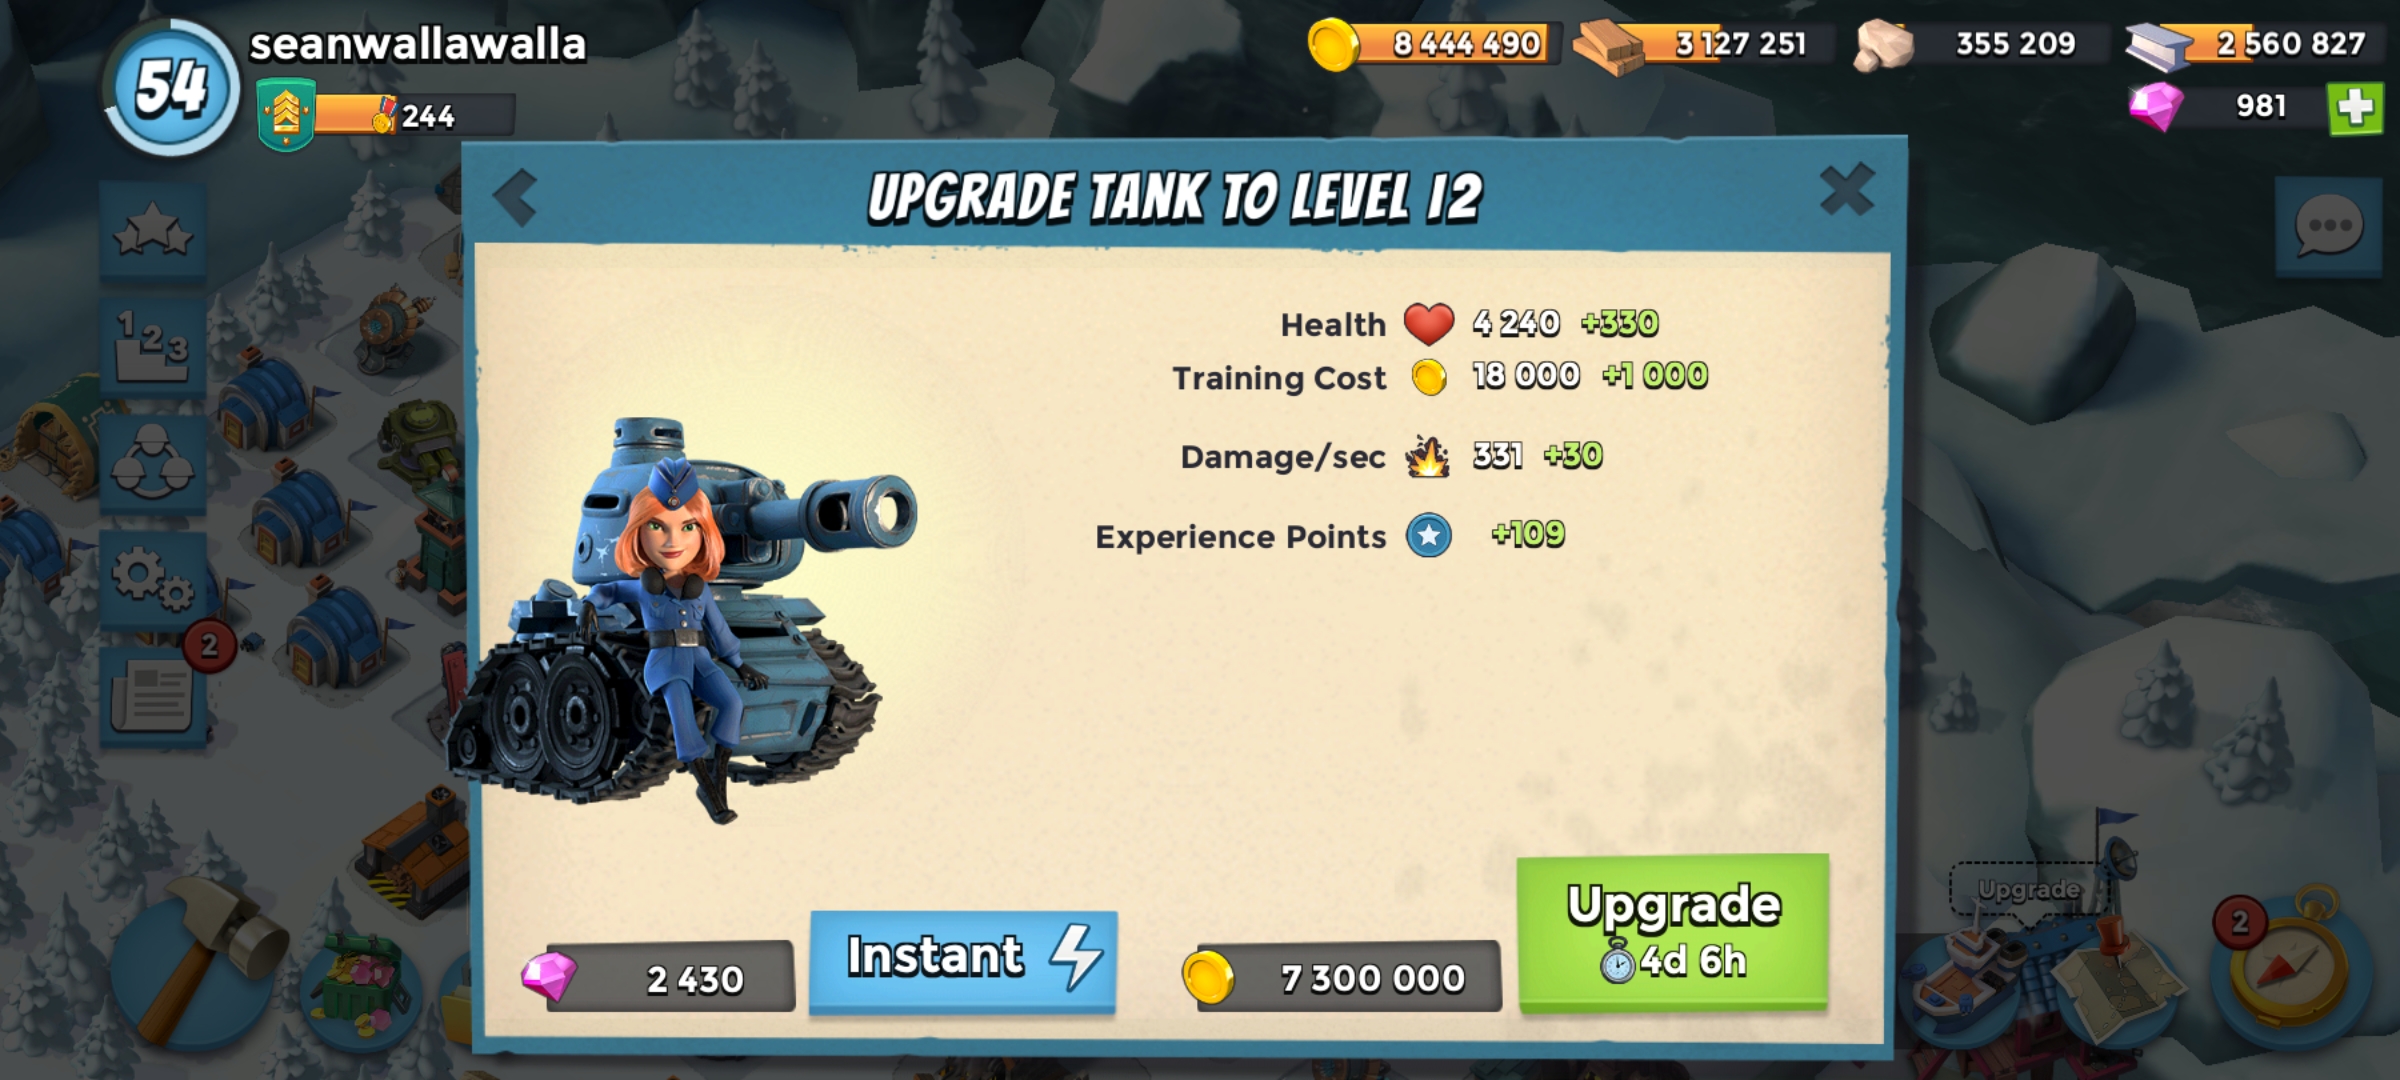 54
seanwallawalla
244
8 444 490
3 127 251
355 209
2 560 827
981
UPGRADE TANK TO LEVEL 12
1 2 3
2
Health 4 240 +330
Training Cost 18 000 +1 000
Damage/sec 331 +30
Experience Points +109
2 430
Instant
7 300 000
Upgrade
4d 6h
Upgrade
2